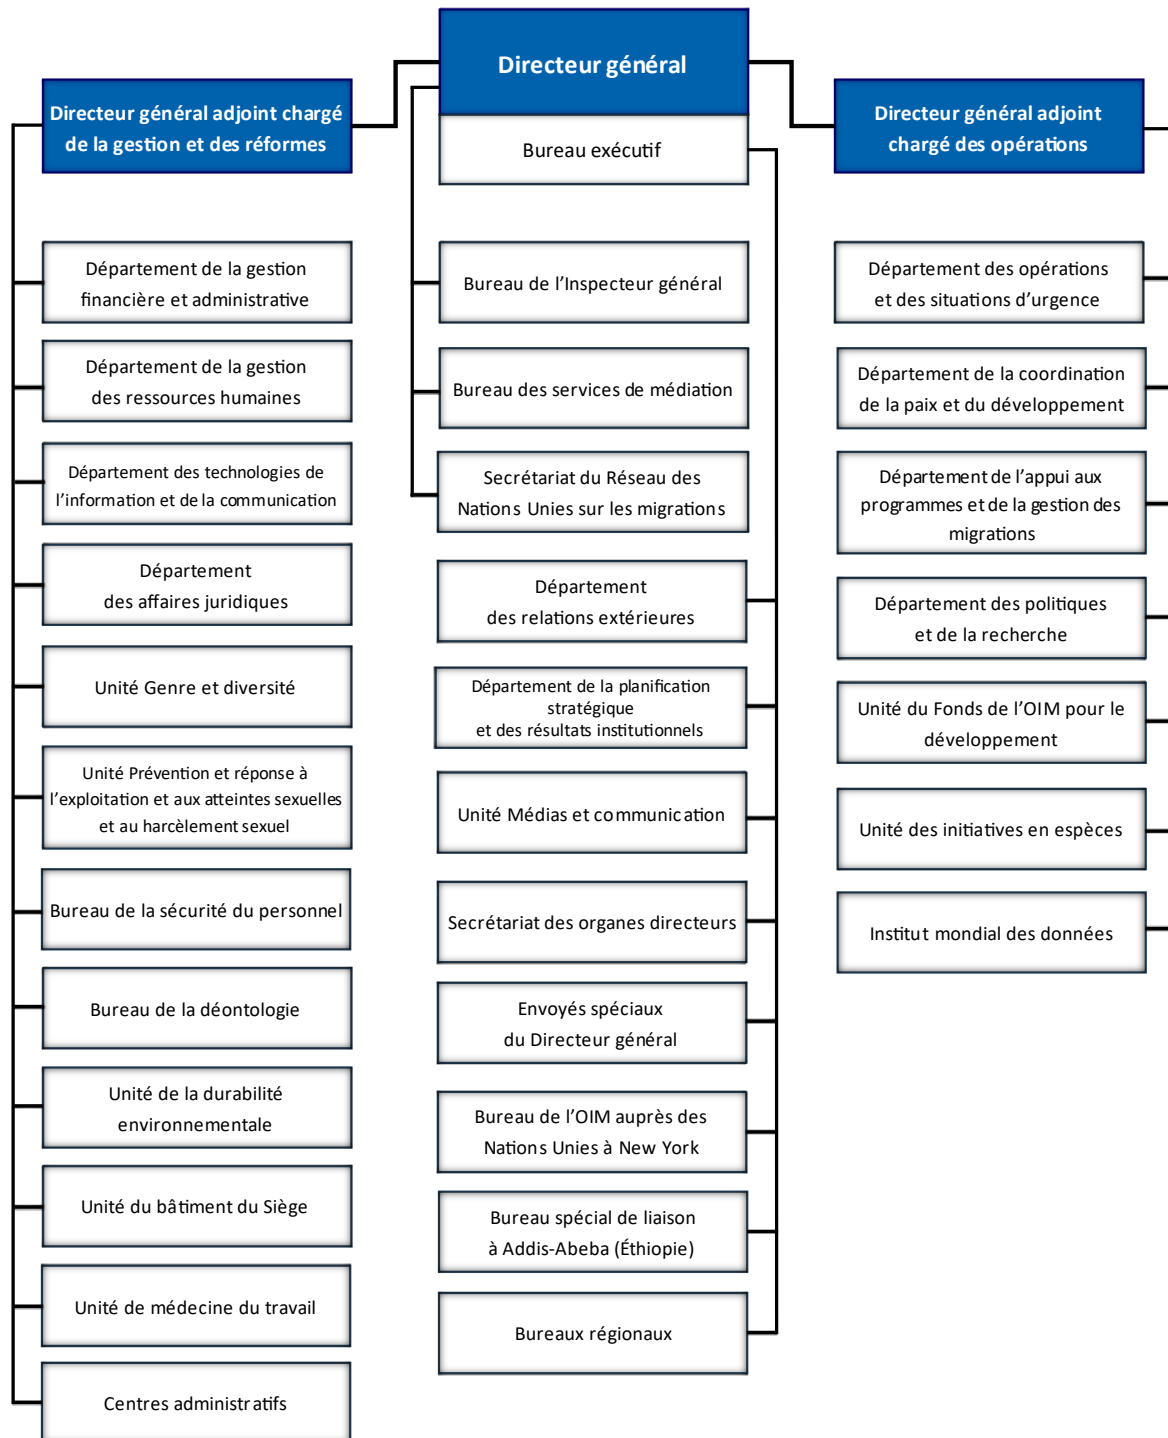 Directeur général
Bureau exécutif
Directeur général adjoint chargé
de la gestion et des réformes
Département de la gestion
financière et administrative
Département de la gestion
des ressources humaines
Département des technologies de
l’information et de la communication
Département
des affaires juridiques
Unité Genre et diversité
Unité Prévention et réponse à
l’exploitation et aux atteintes sexuelles
et au harcèlement sexuel
Bureau de la sécurité du personnel
Bureau de la déontologie
Unité de la durabilité
environnementale
Unité du bâtiment du Siège
Unité de médecine du travail
Centres administratifs
Bureau de l’Inspecteur général
Bureau des services de médiation
Secrétariat du Réseau des
Nations Unies sur les migrations
Département
des relations extérieures
Département de la planification
stratégique
et des résultats institutionnels
Unité Médias et communication
Secrétariat des organes directeurs
Envoyés spéciaux
du Directeur général
Bureau de l’OIM auprès des
Nations Unies à New York
Bureau spécial de liaison
à Addis-Abeba (Éthiopie)
Bureaux régionaux
Directeur général adjoint
chargé des opérations
Département des opérations
et des situations d’urgence
Département de la coordination
de la paix et du développement
Département de l’appui aux
programmes et de la gestion des
migrations
Département des politiques
et de la recherche
Unité du Fonds de l’OIM pour le
développement
Unité des initiatives en espèces
Institut mondial des données